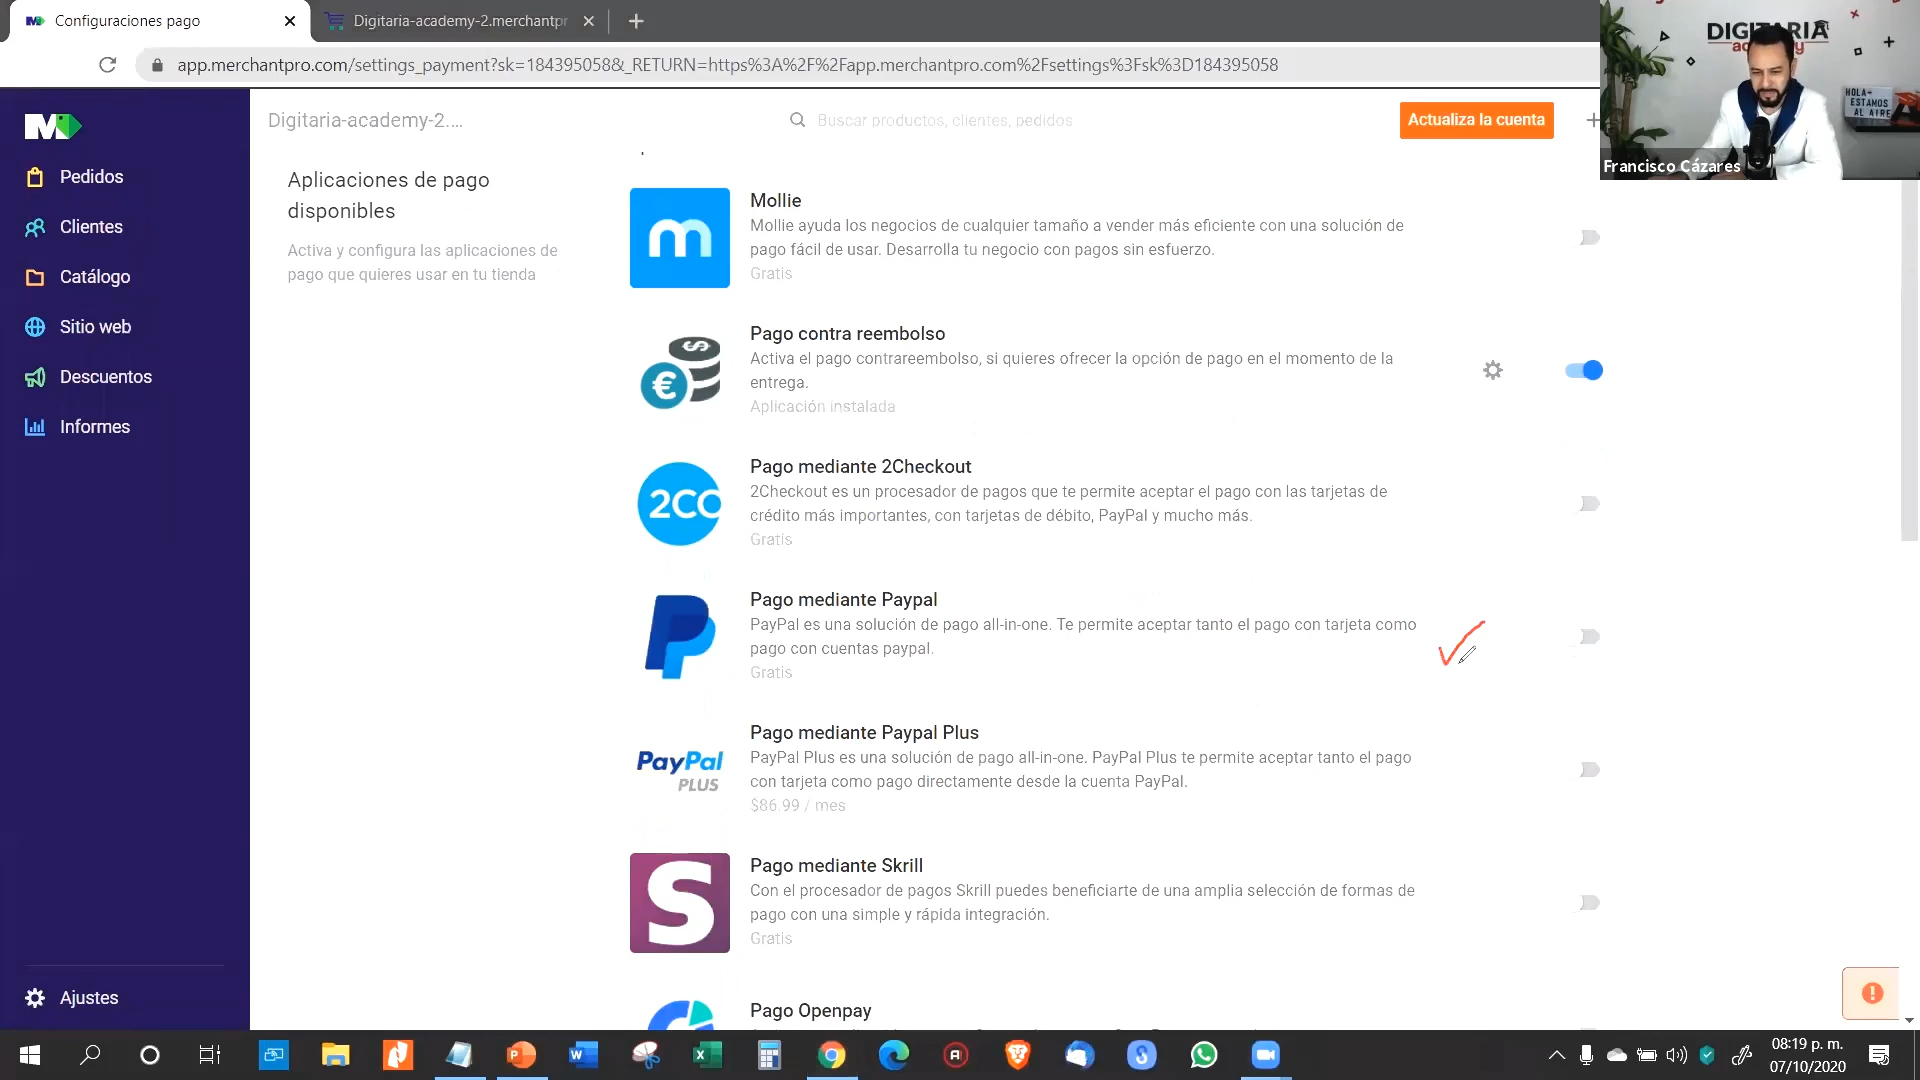 Configuraciones pago
Digitaria-academy-2.merchantpr
app.merchantpro.com/settings_payment?sk=184395058&_RETURN=https%3A%2F%2Fapp.merchantpro.com%2Fsettings%3Fsk%3D184395058
DIGITARIA
academy
HOLA-
ESTAMOS
AL AIRE
Francisco Cázares
Digitaria-academy-2....
Buscar productos, clientes, pedidos
Actualiza la cuenta
Pedidos
Clientes
Catálogo
Sitio web
Descuentos
Informes
Ajustes
Aplicaciones de pago
disponibles
Activa y configura las aplicaciones de
pago que quieres usar en tu tienda
Mollie
Mollie ayuda los negocios de cualquier tamaño a vender más eficiente con una solución de
pago fácil de usar. Desarrolla tu negocio con pagos sin esfuerzo.
Gratis
Pago contra reembolso
Activa el pago contrareembolso, si quieres ofrecer la opción de pago en el momento de la
entrega.
Aplicación instalada
2CO
Pago mediante 2Checkout
2Checkout es un procesador de pagos que te permite aceptar el pago con las tarjetas de
crédito más importantes, con tarjetas de débito, PayPal y mucho más.
Gratis
Pago mediante Paypal
PayPal es una solución de pago all-in-one. Te permite aceptar tanto el pago con tarjeta como
pago con cuentas paypal.
Gratis
PayPal
PLUS
Pago mediante Paypal Plus
PayPal Plus es una solución de pago all-in-one. PayPal Plus te permite aceptar tanto el pago
con tarjeta como pago directamente desde la cuenta PayPal.
$86.99 / mes
Pago mediante Skrill
Con el procesador de pagos Skrill puedes beneficiarte de una amplia selección de formas de
pago con una simple y rápida integración.
Gratis
Pago Openpay
08:19 p. m.
07/10/2020